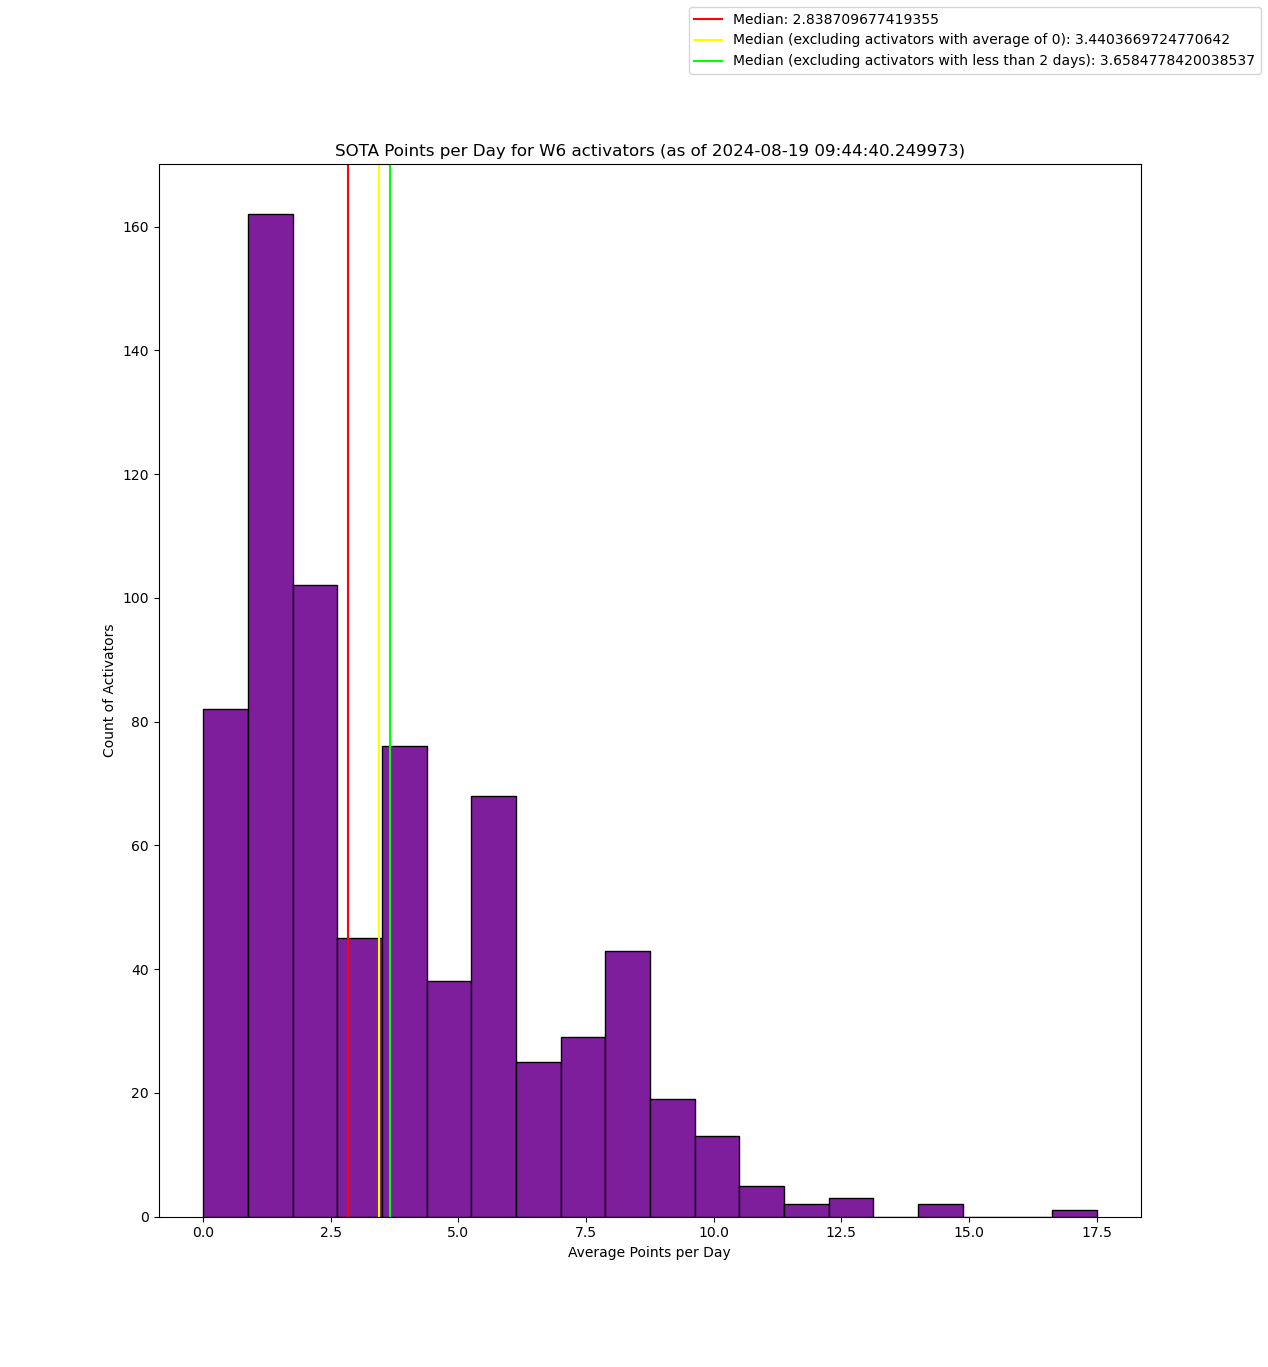 Median: 2.838709677419355
Median (excluding activators with average of 0): 3.4403669724770642
Median (excluding activators with less than 2 days): 3.6584778420038537
SOTA Points per Day for W6 activators (as of 2024-08-19 09:44:40.249973)
160
140
120
100
80
60
40
20
0
Count of Activators
0.0 2.5 5.0 7.5 10.0 12.5 15.0 17.5
Average Points per Day